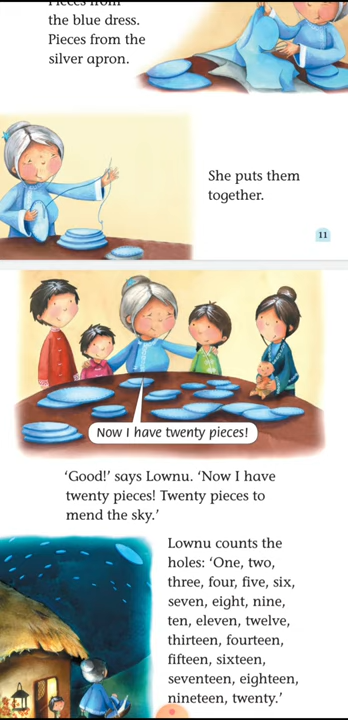 Pieces from
the blue dress.
Pieces from the
silver apron.
She puts them
together.
11
Now I have twenty pieces!
‘Good!’ says Lownu. ‘Now I have
twenty pieces! Twenty pieces to
mend the sky.’
Lownu counts the
holes: ‘One, two,
three, four, five, six,
seven, eight, nine,
ten, eleven, twelve,
thirteen, fourteen,
fifteen, sixteen,
seventeen, eighteen,
nineteen, twenty.’